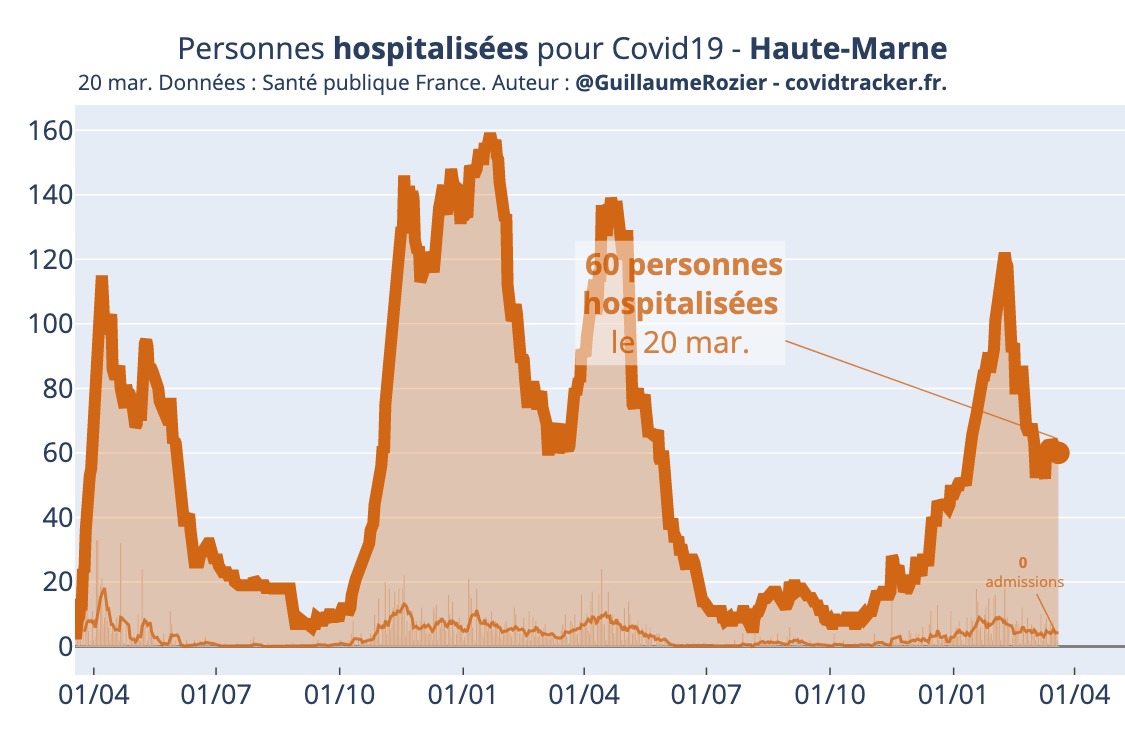 Personnes hospitalisées pour Covid19 - Haute-Marne
20 mar. Données : Santé publique France. Auteur : @GuillaumeRozier - covidtracker.fr.
160
140
120
100
80
60
40
20
0
60 personnes
hospitalisées
le 20 mar.
0
admissions
01/04 01/07 01/10 01/01 01/04 01/07 01/10 01/01 01/04